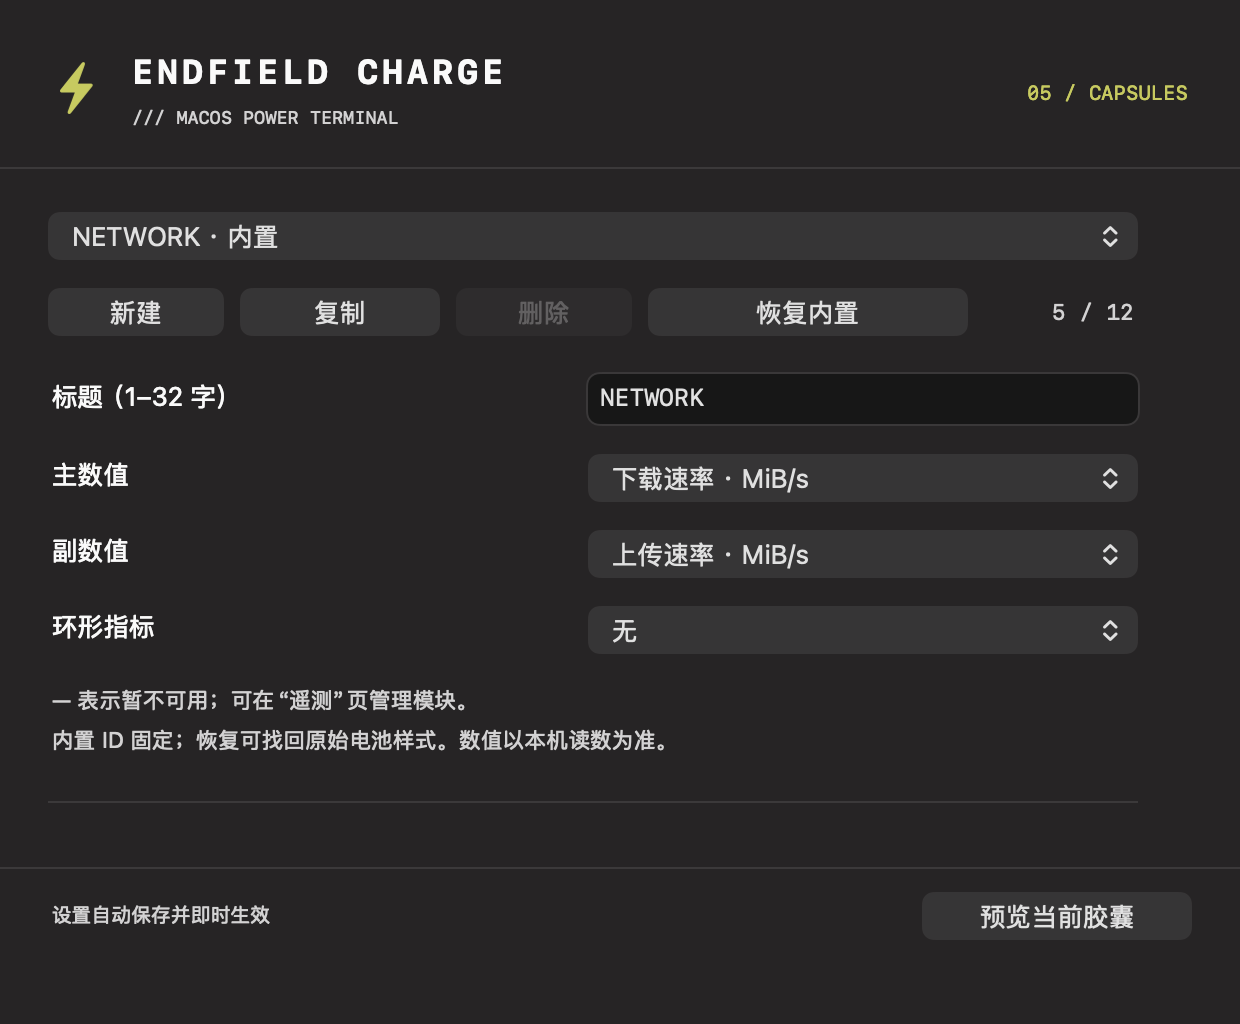 ENDFIELD CHARGE
/// MACOS POWER TERMINAL
05 / CAPSULES
NETWORK · 内置
新建 复制 删除 恢复内置 5 / 12
标题（1–32 字） NETWORK
主数值 下载速率 · MiB/s
副数值 上传速率 · MiB/s
环形指标 无
— 表示暂不可用；可在“遥测”页管理模块。
内置 ID 固定；恢复可找回原始电池样式。数值以本机读数为准。
设置自动保存并即时生效 预览当前胶囊